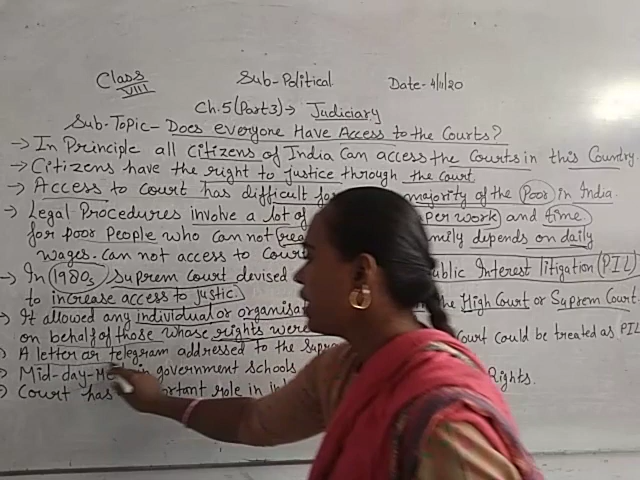 Class VIII Sub-Political Date-4/11/20
Ch.5(Part3)→ Judiciary
Sub-Topic- Does everyone Have Access to the Courts?
→ In Principle all citizens of India can access the courts in this Country.
→ Citizens have the right to justice through the court
→ Access to court has difficult for majority of the Poor in India.
→ Legal Procedures involve a lot of per work and time.
for poor people who can not mily depends on daily
wages. can not access to Cour
→ In 1980s, Suprem court devised ublic Interest litigation (PIL)
to increase access to justic.
→ It allowed any individual or organisa the High Court or Suprem Court
on behalf of those whose rights were Court could be treated as PIL
→ A letter or telegram addressed to the Supr
→ Mid-day-Me in government schools Rights.
→ Court has ortant role in